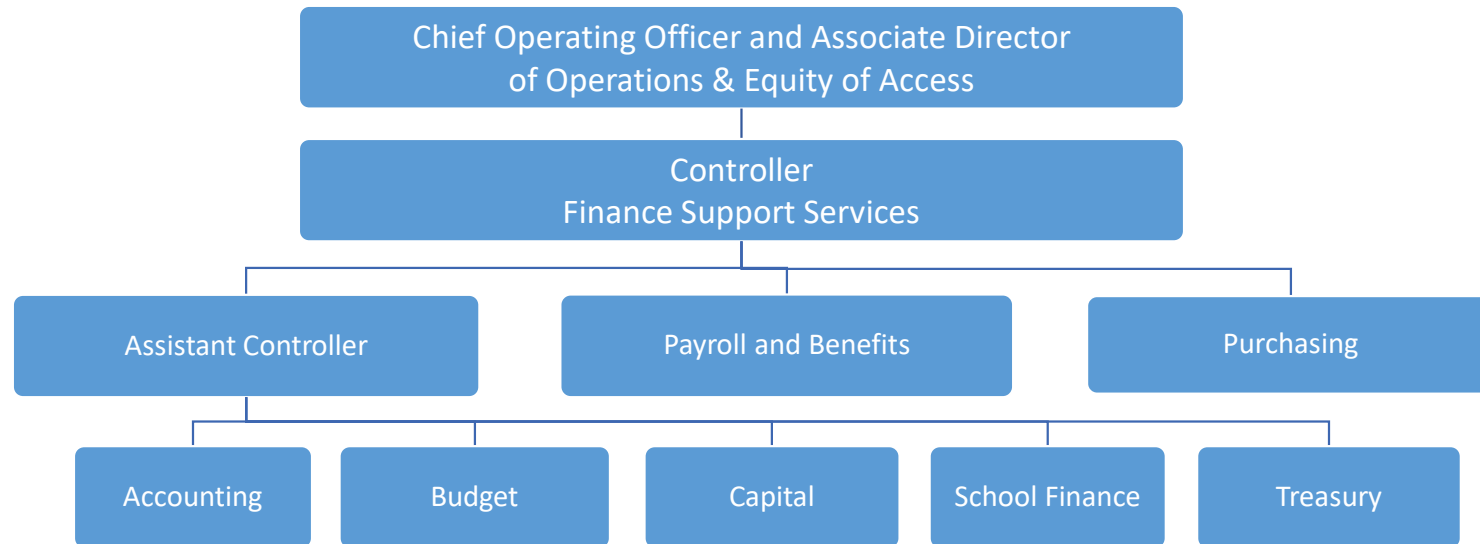 Chief Operating Officer and Associate Director
of Operations & Equity of Access
Controller
Finance Support Services
Assistant Controller
Payroll and Benefits
Purchasing
Accounting
Budget
Capital
School Finance
Treasury